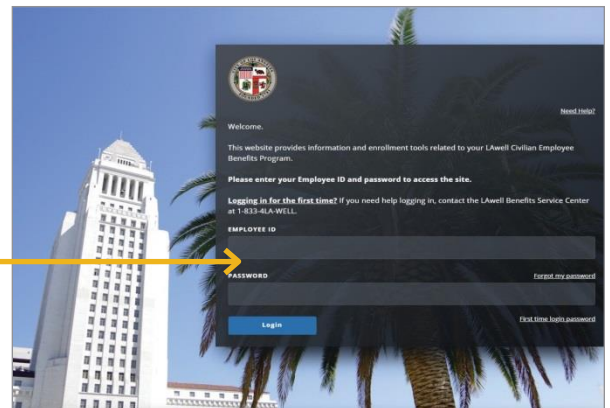 Need Help?
Welcome.
This website provides information and enrollment tools related to your LAwell Civilian Employee
Benefits Program.
Please enter your Employee ID and password to access the site.
Logging in for the first time? If you need help logging in, contact the LAwell Benefits Service Center
at 1-833-4LA-WELL.
EMPLOYEE ID
PASSWORD
Forgot my password
Login
First time login password